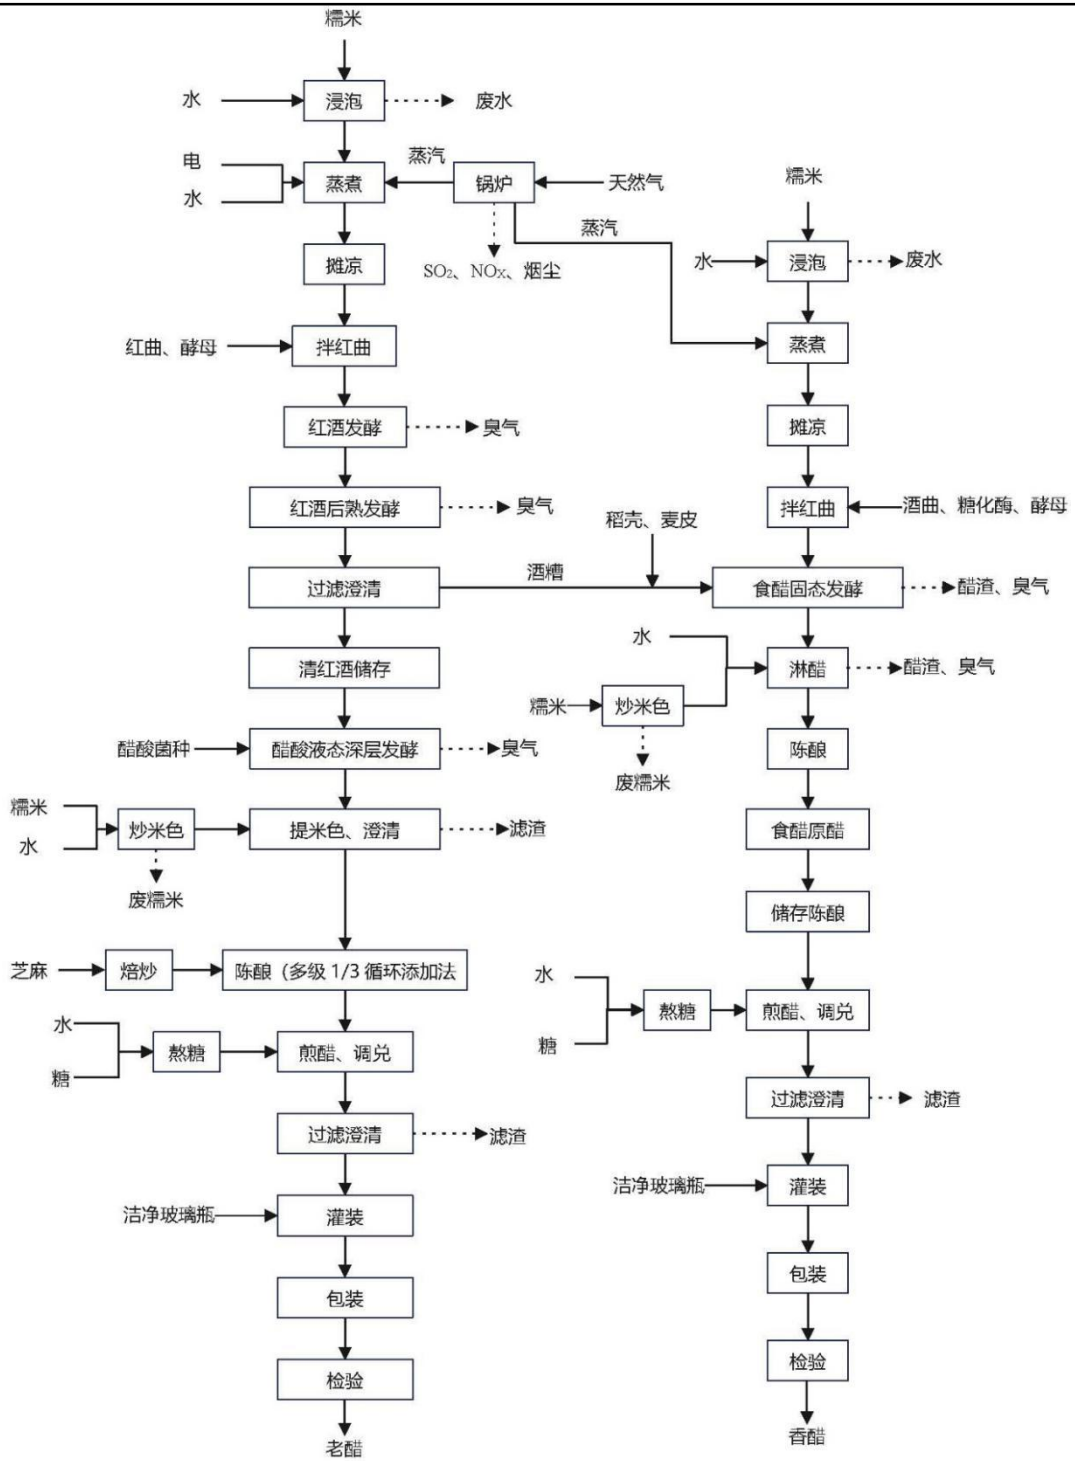 糯米
水
浸泡
废水
电
水
蒸煮
蒸汽
锅炉
天然气
蒸汽
SO₂、NOₓ、烟尘
摊凉
红曲、酵母
拌红曲
红酒发酵
臭气
红酒后熟发酵
臭气
过滤澄清
酒糟
稻壳、麦皮
清红酒储存
醋酸菌种
醋酸液态深层发酵
臭气
糯米
水
炒米色
废糯米
提米色、澄清
滤渣
芝麻
焙炒
陈酿（多级 1/3 循环添加法
水
糖
熬糖
煎醋、调兑
过滤澄清
滤渣
洁净玻璃瓶
灌装
包装
检验
老醋
糯米
水
浸泡
废水
蒸煮
摊凉
拌红曲
酒曲、糖化酶、酵母
食醋固态发酵
醋渣、臭气
水
糯米
炒米色
废糯米
淋醋
醋渣、臭气
陈酿
食醋原醋
储存陈酿
水
糖
熬糖
煎醋、调兑
过滤澄清
滤渣
洁净玻璃瓶
灌装
包装
检验
香醋